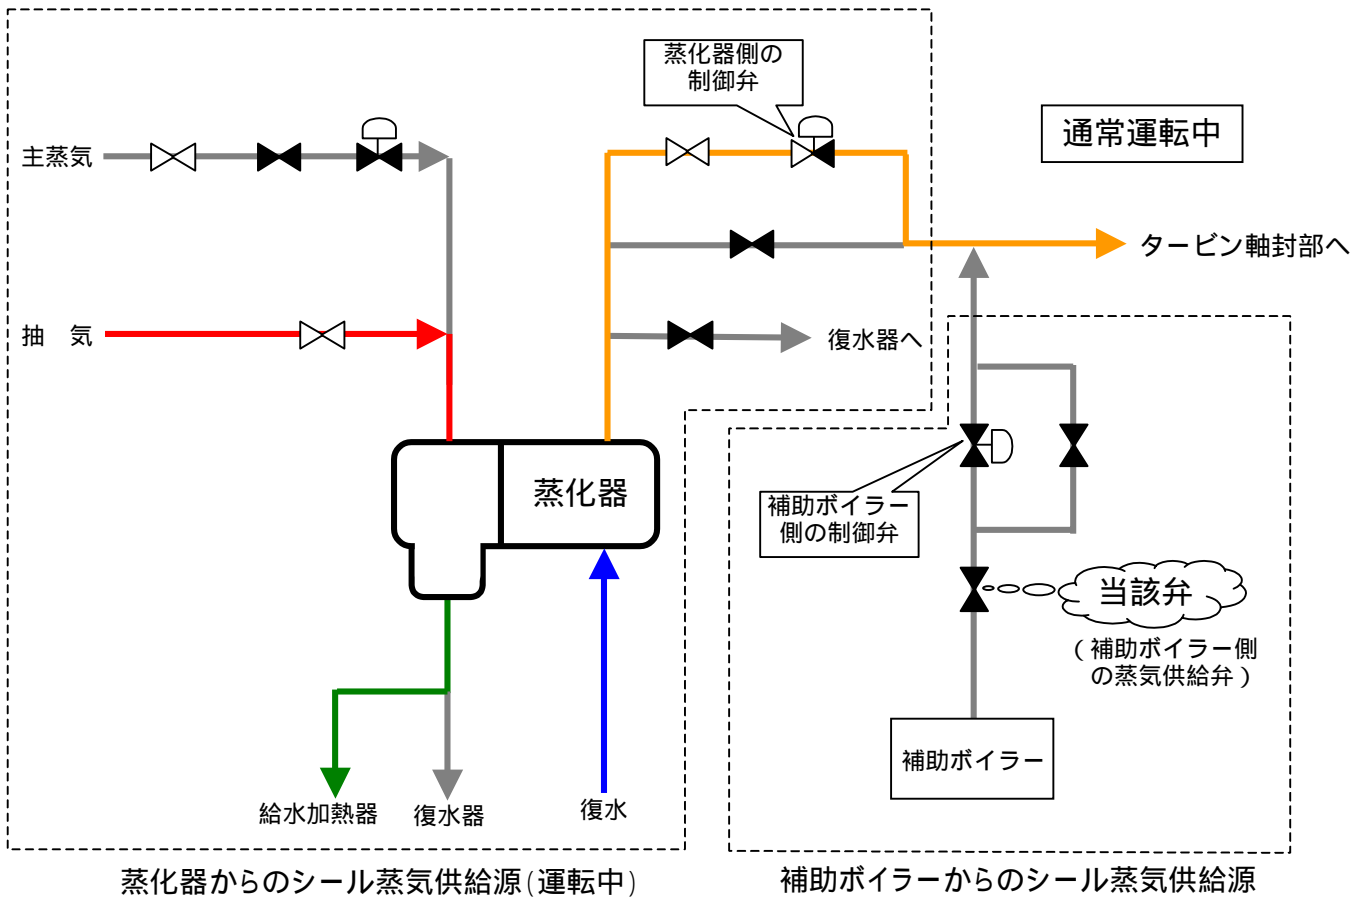 蒸化器側の
制御弁
通常運転中
主蒸気
タービン軸封部へ
抽　気
復水器へ
蒸化器
補助ボイラー
側の制御弁
当該弁
（補助ボイラー側
の蒸気供給弁）
補助ボイラー
給水加熱器
復水器
復水
蒸化器からのシール蒸気供給源（運転中）
補助ボイラーからのシール蒸気供給源